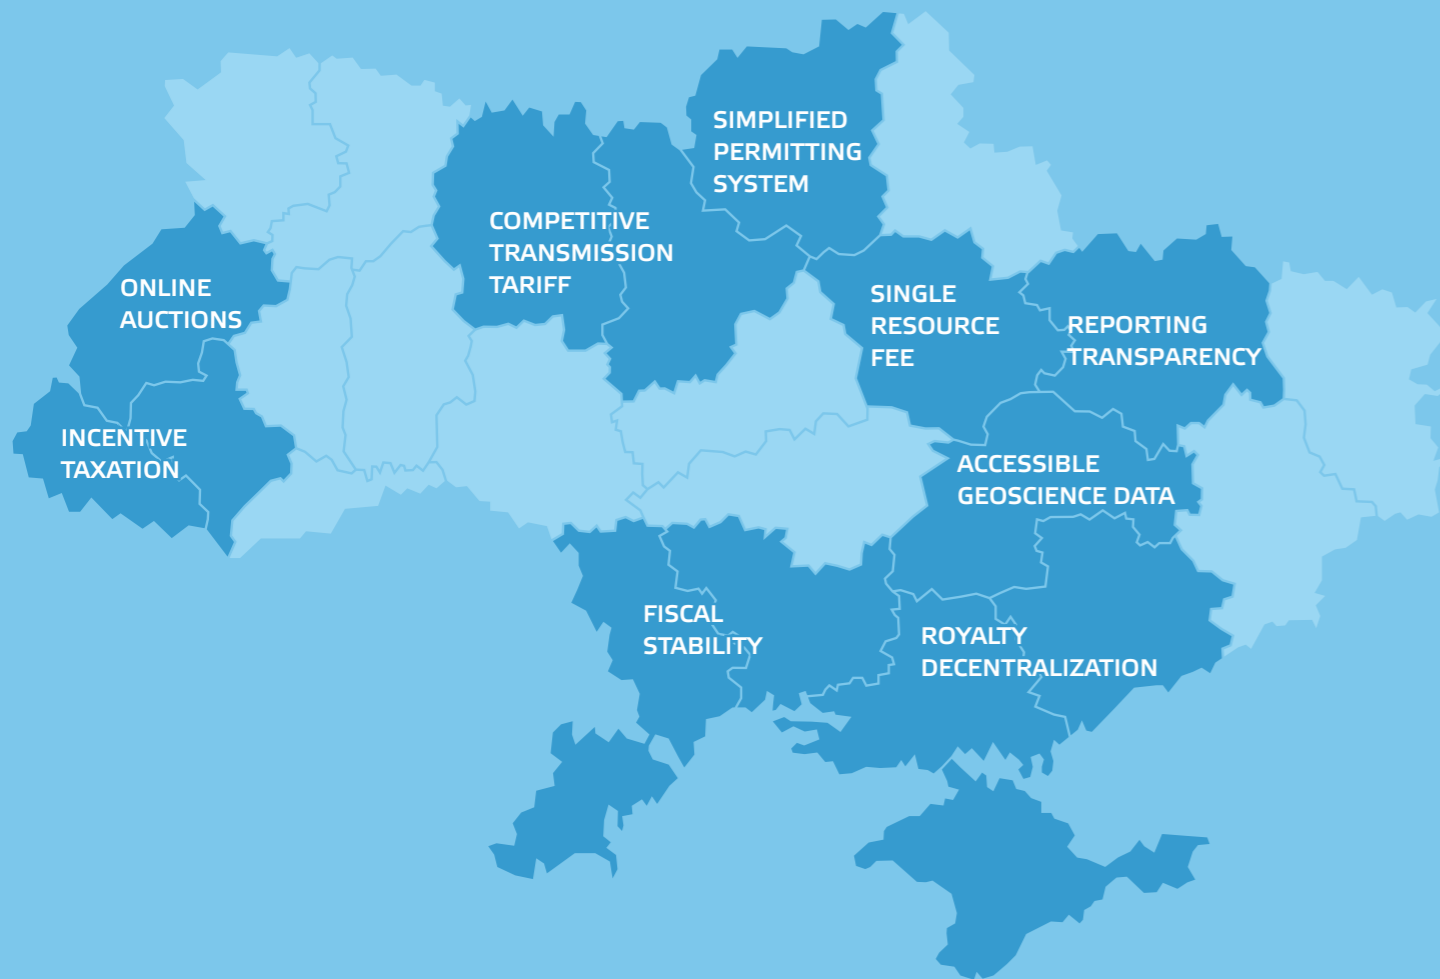 SIMPLIFIED
PERMITTING
SYSTEM
COMPETITIVE
TRANSMISSION
TARIFF
ONLINE
AUCTIONS
SINGLE
RESOURCE
FEE
REPORTING
TRANSPARENCY
INCENTIVE
TAXATION
ACCESSIBLE
GEOSCIENCE DATA
FISCAL
STABILITY
ROYALTY
DECENTRALIZATION